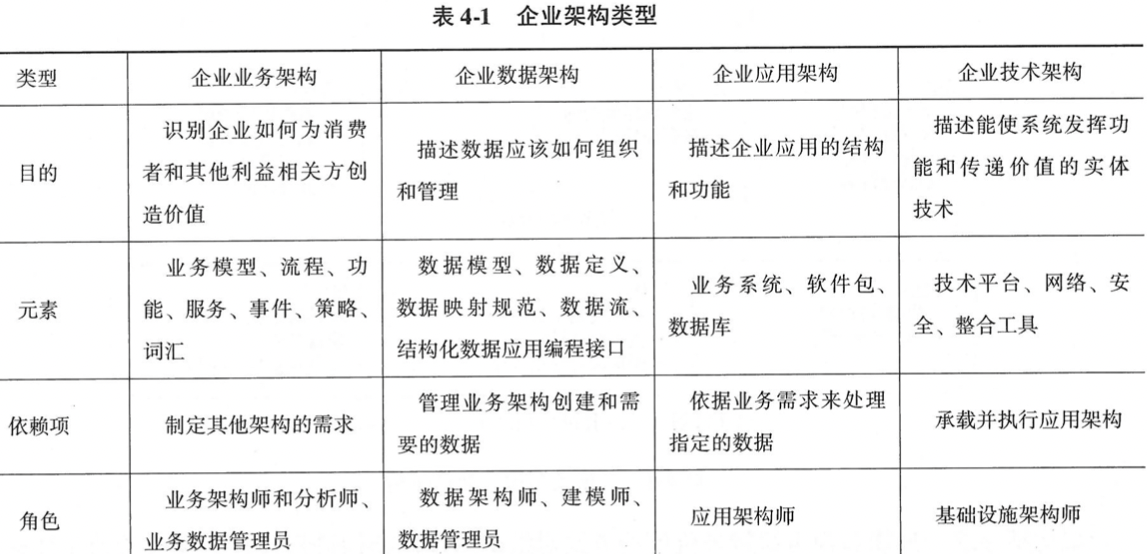 表 4-1 企业架构类型
类型
企业业务架构
企业数据架构
企业应用架构
企业技术架构
目的
识别企业如何为消费
者和其他利益相关方创
造价值
描述数据应该如何组织
和管理
描述企业应用的结构
和功能
描述能使系统发挥功
能和传递价值的实体
技术
元素
业务模型、流程、功
能、服务、事件、策略、
词汇
数据模型、数据定义、
数据映射规范、数据流、
结构化数据应用编程接口
业务系统、软件包、
数据库
技术平台、网络、安
全、整合工具
依赖项
制定其他架构的需求
管理业务架构创建和需
要的数据
依据业务需求来处理
指定的数据
承载并执行应用架构
角色
业务架构师和分析师、
业务数据管理员
数据架构师、建模师、
数据管理员
应用架构师
基础设施架构师